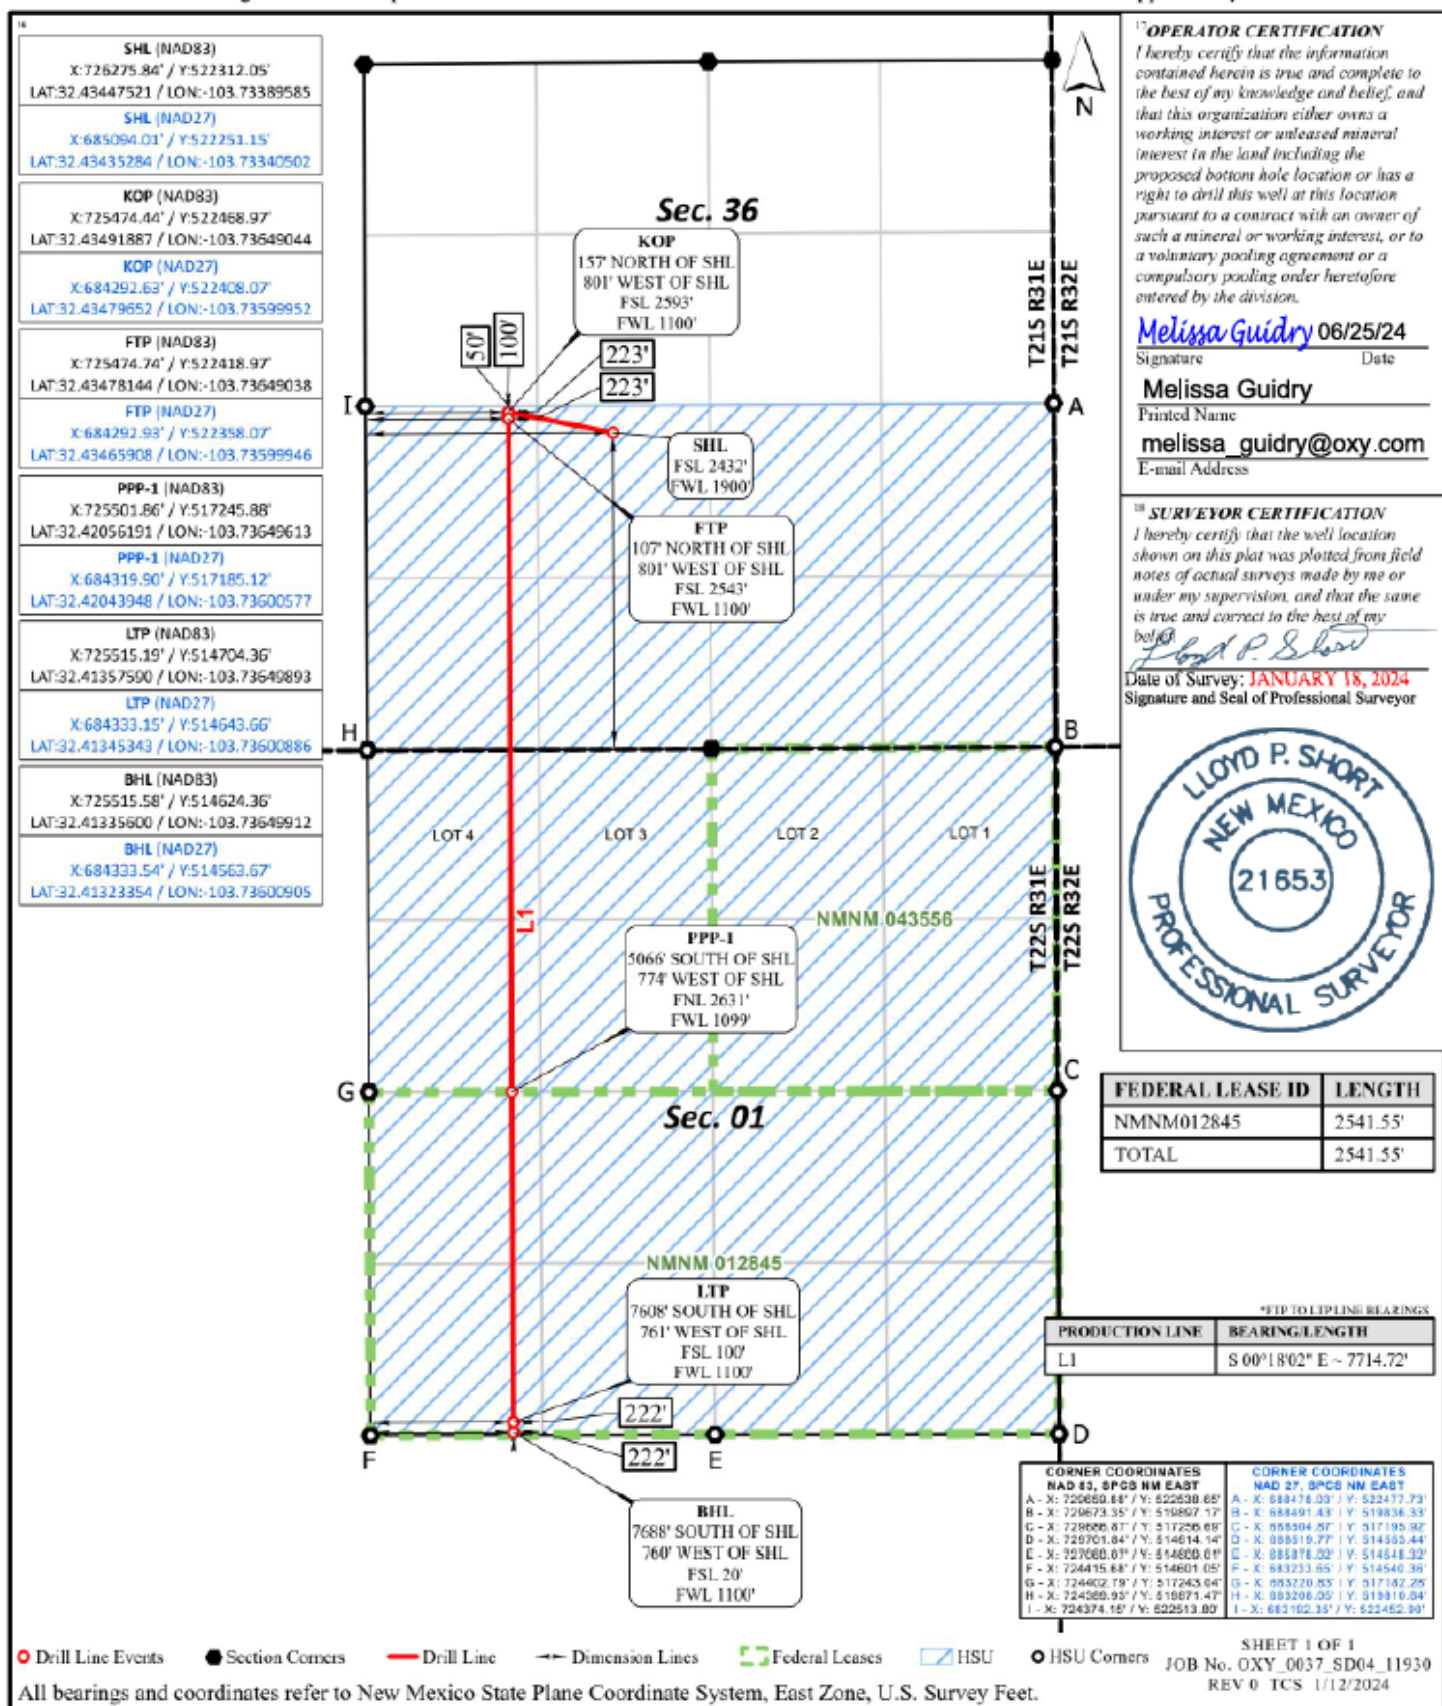 16
SHL (NAD83)
X:726275.84' / Y:522312.05'
LAT:32.43447521 / LON:-103.73389585
SHL (NAD27)
X:685094.01' / Y:522251.15'
LAT:32.43435284 / LON:-103.73340502
KOP (NAD83)
X:725474.44' / Y:522468.97'
LAT:32.43491887 / LON:-103.73649044
KOP (NAD27)
X:684292.63' / Y:522408.07'
LAT:32.43479652 / LON:-103.73599952
FTP (NAD83)
X:725474.74' / Y:522418.97'
LAT:32.43478144 / LON:-103.73649038
FTP (NAD27)
X:684292.93' / Y:522358.07'
LAT:32.43465908 / LON:-103.73599946
PPP-1 (NAD83)
X:725501.86' / Y:517245.88'
LAT:32.42056191 / LON:-103.73649613
PPP-1 (NAD27)
X:684319.90' / Y:517185.12'
LAT:32.42043948 / LON:-103.73600577
LTP (NAD83)
X:725515.19' / Y:514704.36'
LAT:32.41357590 / LON:-103.73649893
LTP (NAD27)
X:684333.15' / Y:514643.66'
LAT:32.41345343 / LON:-103.73600886
BHL (NAD83)
X:725515.58' / Y:514624.36'
LAT:32.41335600 / LON:-103.73649912
BHL (NAD27)
X:684333.54' / Y:514563.67'
LAT:32.41323354 / LON:-103.73600905
N
Sec. 36
KOP
157' NORTH OF SHL
801' WEST OF SHL
FSL 2593'
FWL 1100'
50'
100'
223'
223'
T21S R31E
T21S R32E
I
A
SHL
FSL 2432'
FWL 1900'
FTP
107' NORTH OF SHL
801' WEST OF SHL
FSL 2543'
FWL 1100'
H
B
LOT 4
LOT 3
LOT 2
LOT 1
L1
NMNM 043556
T22S R31E
T22S R32E
PPP-1
5066' SOUTH OF SHL
774' WEST OF SHL
FNL 2631'
FWL 1099'
G
C
Sec. 01
NMNM 012845
LTP
7608' SOUTH OF SHL
761' WEST OF SHL
FSL 100'
FWL 1100'
222'
222'
F
E
D
BHL
7688' SOUTH OF SHL
760' WEST OF SHL
FSL 20'
FWL 1100'
17 OPERATOR CERTIFICATION
I hereby certify that the information
contained herein is true and complete to
the best of my knowledge and belief, and
that this organization either owns a
working interest or unleased mineral
interest in the land including the
proposed bottom hole location or has a
right to drill this well at this location
pursuant to a contract with an owner of
such a mineral or working interest, or to
a voluntary pooling agreement or a
compulsory pooling order heretofore
entered by the division.
Melissa Guidry 06/25/24
Signature Date
Melissa Guidry
Printed Name
melissa_guidry@oxy.com
E-mail Address
18 SURVEYOR CERTIFICATION
I hereby certify that the well location
shown on this plat was plotted from field
notes of actual surveys made by me or
under my supervision, and that the same
is true and correct to the best of my
belief.
Lloyd P. Short
Date of Survey: JANUARY 18, 2024
Signature and Seal of Professional Surveyor
LLOYD P. SHORT
NEW MEXICO
21653
PROFESSIONAL SURVEYOR
FEDERAL LEASE ID LENGTH
NMNM012845 2541.55'
TOTAL 2541.55'
*FTP TO LTP LINE BEARINGS
PRODUCTION LINE BEARING/LENGTH
L1 S 00°18'02" E ~ 7714.72'
CORNER COORDINATES
NAD 83, SPCS NM EAST
CORNER COORDINATES
NAD 27, SPCS NM EAST
Drill Line Events Section Corners Drill Line Dimension Lines Federal Leases HSU HSU Corners
SHEET 1 OF 1
JOB No. OXY_0037_SD04_11930
REV 0 TCS 1/12/2024
All bearings and coordinates refer to New Mexico State Plane Coordinate System, East Zone, U.S. Survey Feet.